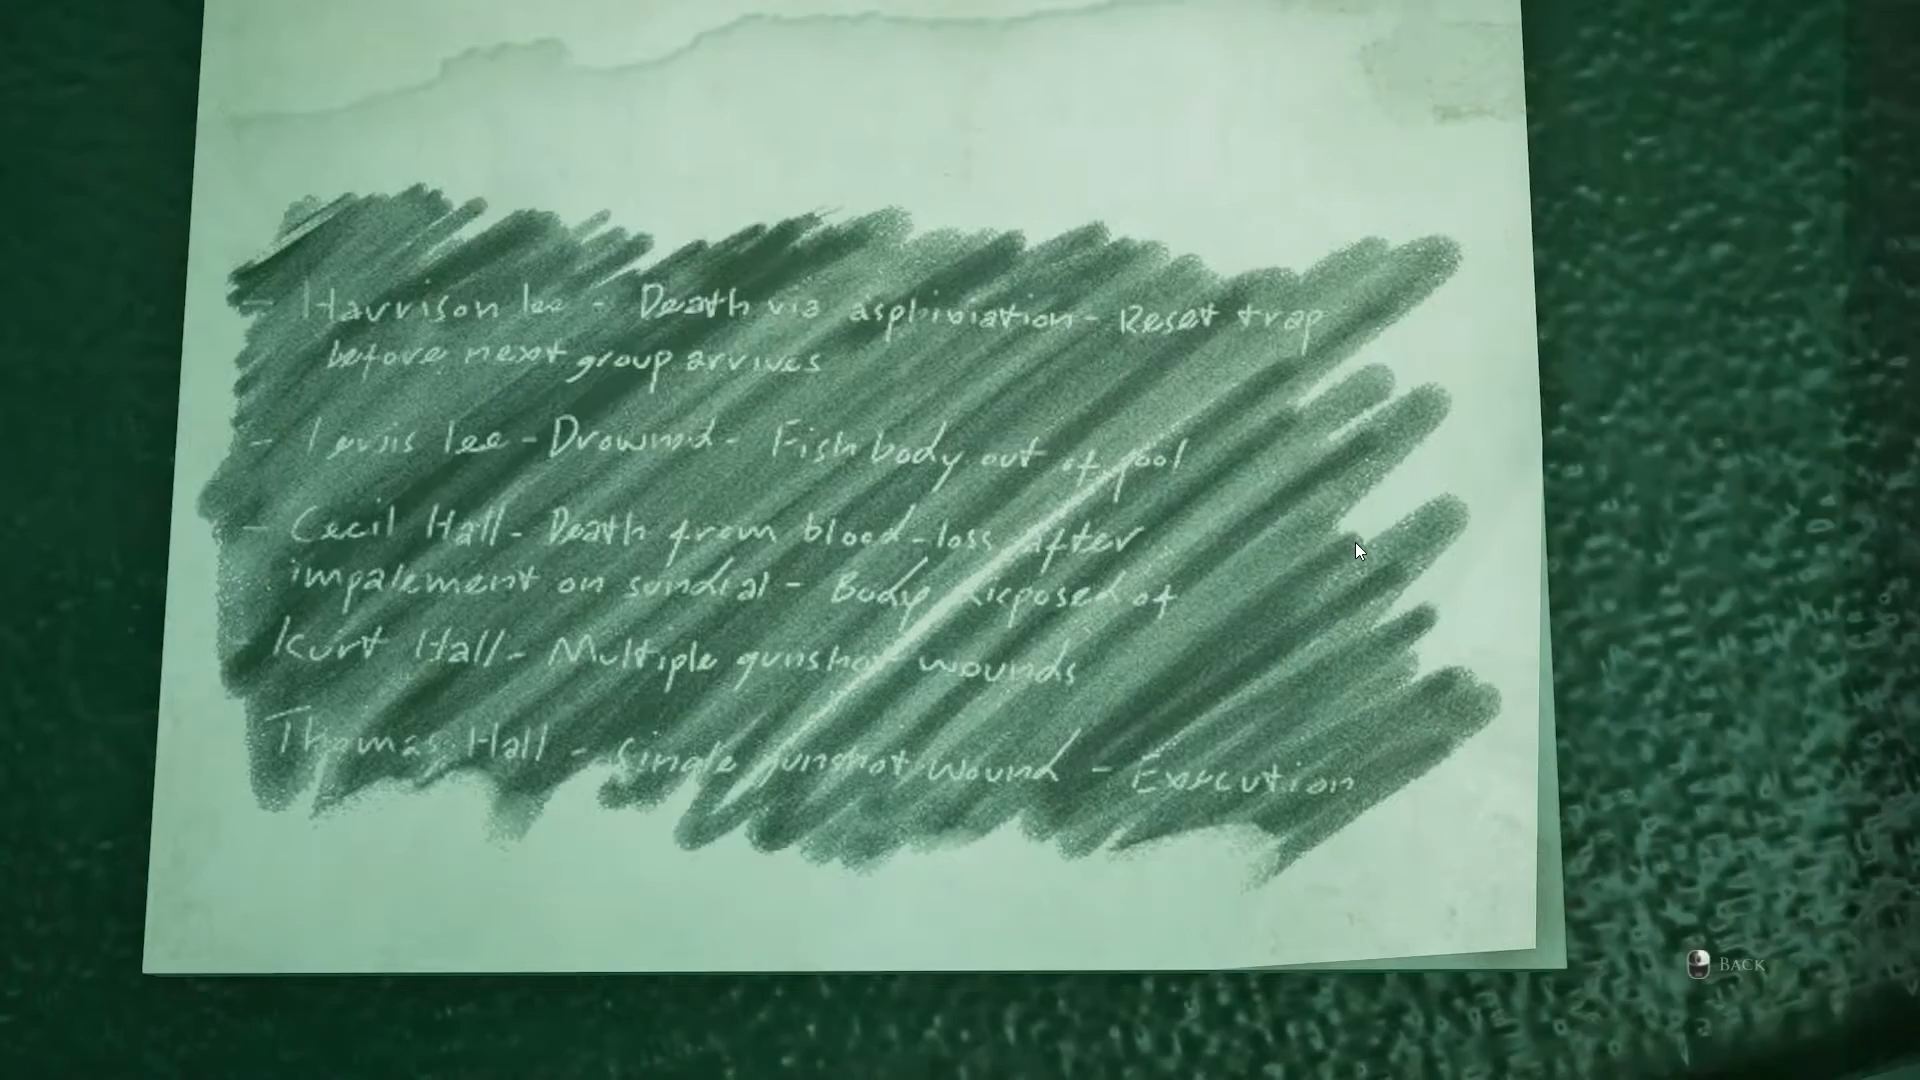 - Harrison lee - Death via asphixiation - Reset trap
before next group arrives
- Lewis lee - Drowned - Fish body out of pool
- Cecil Hall - Death from blood-loss after
impalement on sundial - Body disposed of
Kurt Hall - Multiple gunshot wounds
Thomas Hall - Single gunshot wound - Execution
BACK